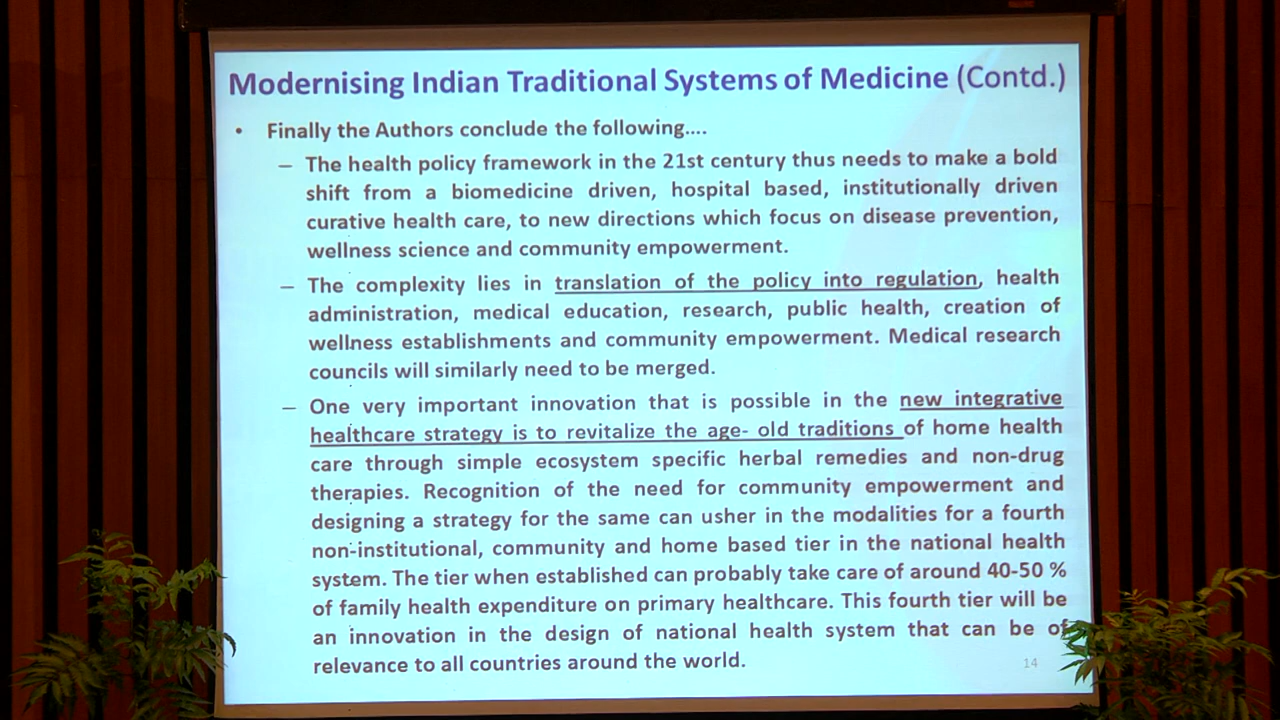 Modernising Indian Traditional Systems of Medicine (Contd.)
• Finally the Authors conclude the following....
– The health policy framework in the 21st century thus needs to make a bold
shift from a biomedicine driven, hospital based, institutionally driven
curative health care, to new directions which focus on disease prevention,
wellness science and community empowerment.
– The complexity lies in translation of the policy into regulation, health
administration, medical education, research, public health, creation of
wellness establishments and community empowerment. Medical research
councils will similarly need to be merged.
– One very important innovation that is possible in the new integrative
healthcare strategy is to revitalize the age- old traditions of home health
care through simple ecosystem specific herbal remedies and non-drug
therapies. Recognition of the need for community empowerment and
designing a strategy for the same can usher in the modalities for a fourth
non-institutional, community and home based tier in the national health
system. The tier when established can probably take care of around 40-50 %
of family health expenditure on primary healthcare. This fourth tier will be
an innovation in the design of national health system that can be of
relevance to all countries around the world.
14